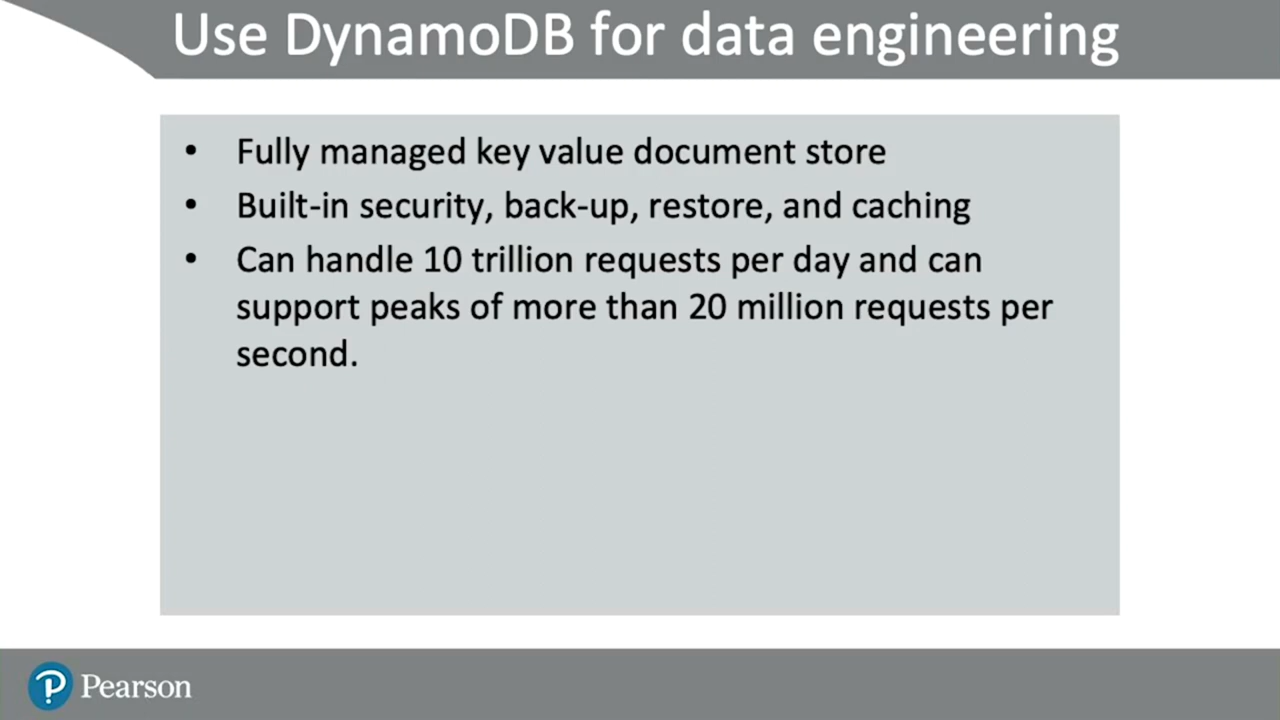 Use DynamoDB for data engineering
• Fully managed key value document store
• Built-in security, back-up, restore, and caching
• Can handle 10 trillion requests per day and can
support peaks of more than 20 million requests per
second.
Pearson